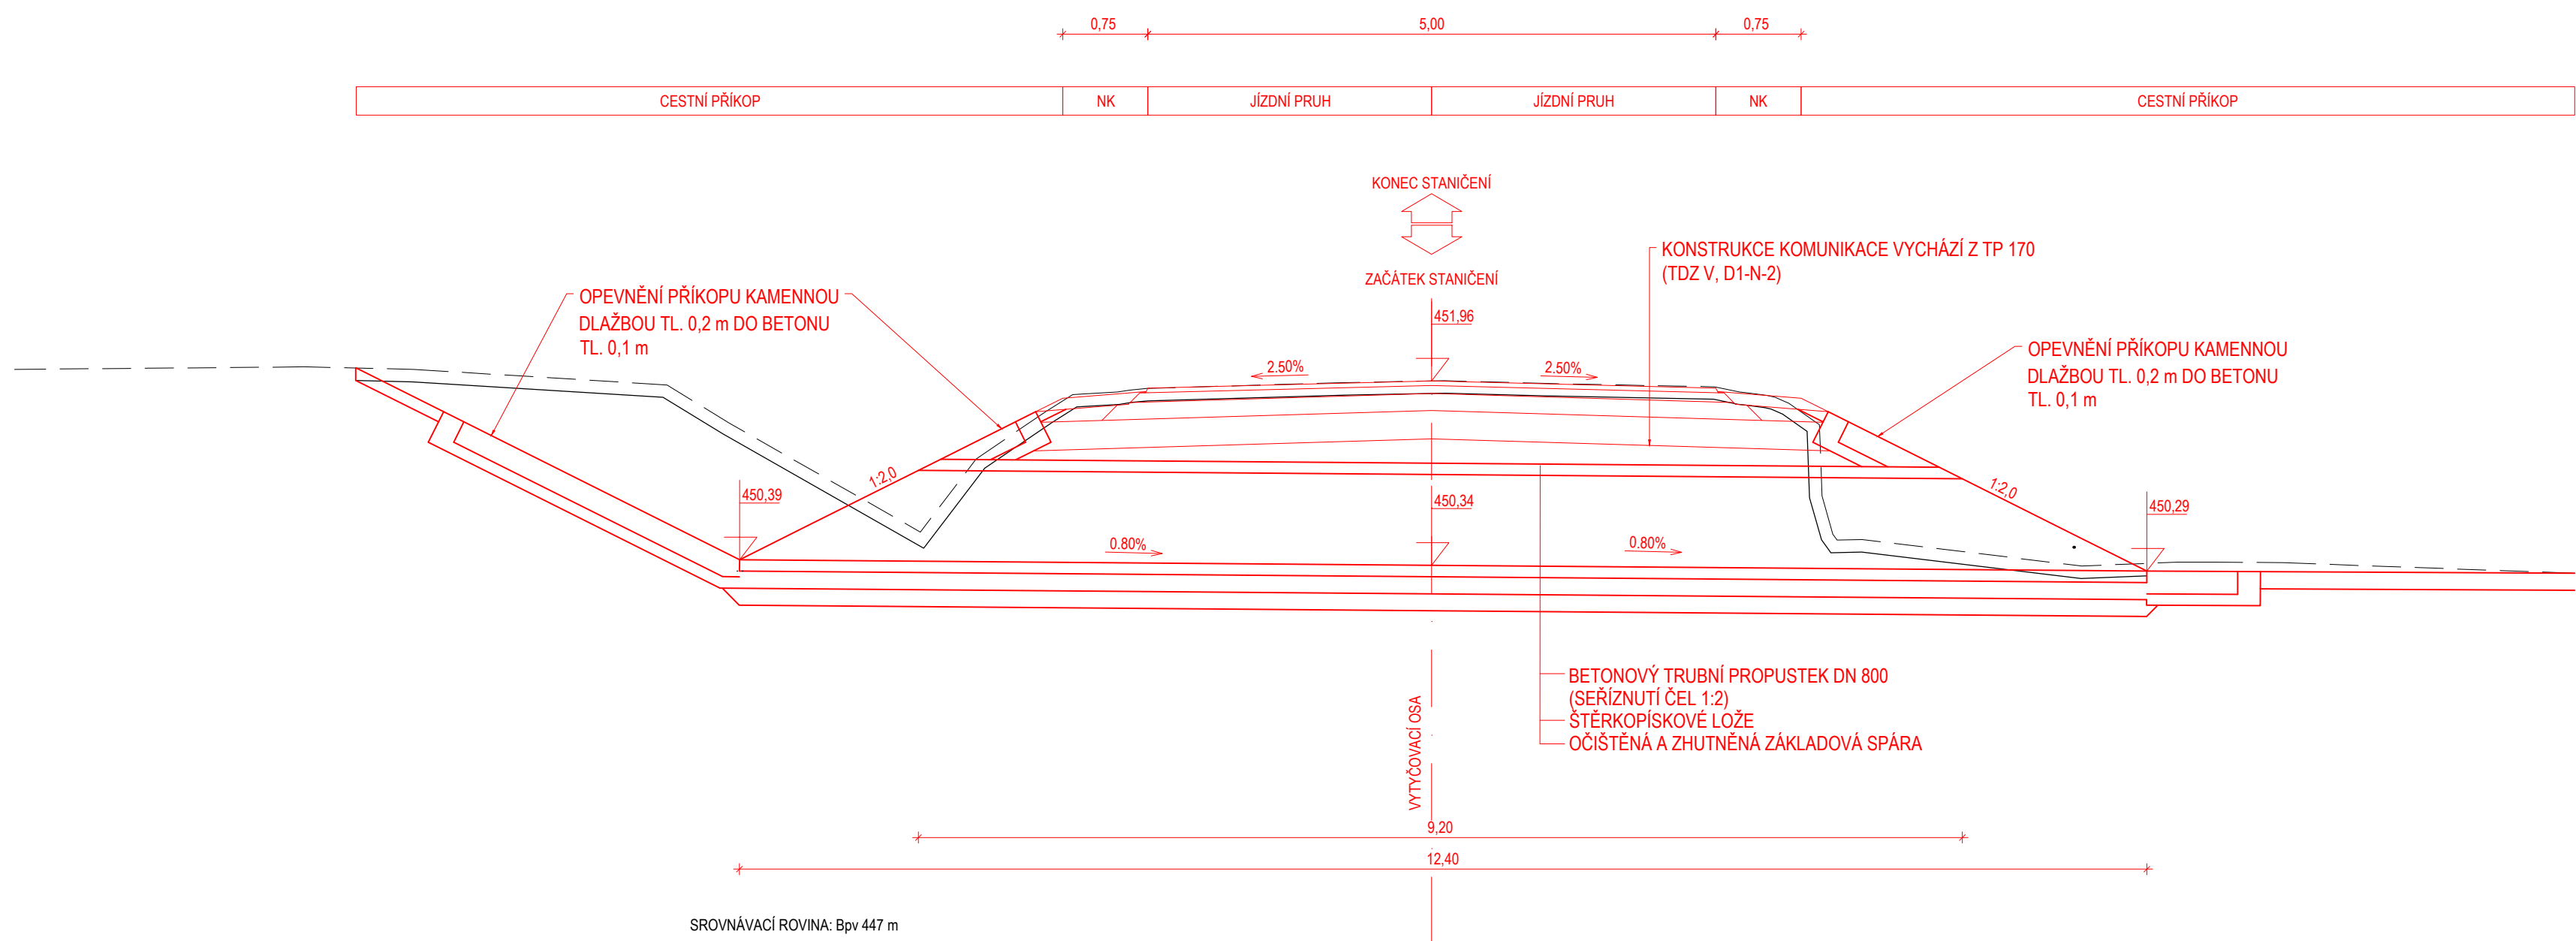 0,75
5,00
0,75
CESTNÍ PŘÍKOP
NK
JÍZDNÍ PRUH
JÍZDNÍ PRUH
NK
CESTNÍ PŘÍKOP
KONEC STANIČENÍ
ZAČÁTEK STANIČENÍ
KONSTRUKCE KOMUNIKACE VYCHÁZÍ Z TP 170
(TDZ V, D1-N-2)
OPEVNĚNÍ PŘÍKOPU KAMENNOU
DLAŽBOU TL. 0,2 m DO BETONU
TL. 0,1 m
451,96
OPEVNĚNÍ PŘÍKOPU KAMENNOU
DLAŽBOU TL. 0,2 m DO BETONU
TL. 0,1 m
2.50%
2.50%
1:2,0
1:2,0
450,39
450,34
450,29
0.80%
0.80%
BETONOVÝ TRUBNÍ PROPUSTEK DN 800
(SEŘÍZNUTÍ ČEL 1:2)
ŠTĚRKOPÍSKOVÉ LOŽE
OČIŠTĚNÁ A ZHUTNĚNÁ ZÁKLADOVÁ SPÁRA
VYTYČOVACÍ OSA
9,20
12,40
SROVNÁVACÍ ROVINA: Bpv 447 m